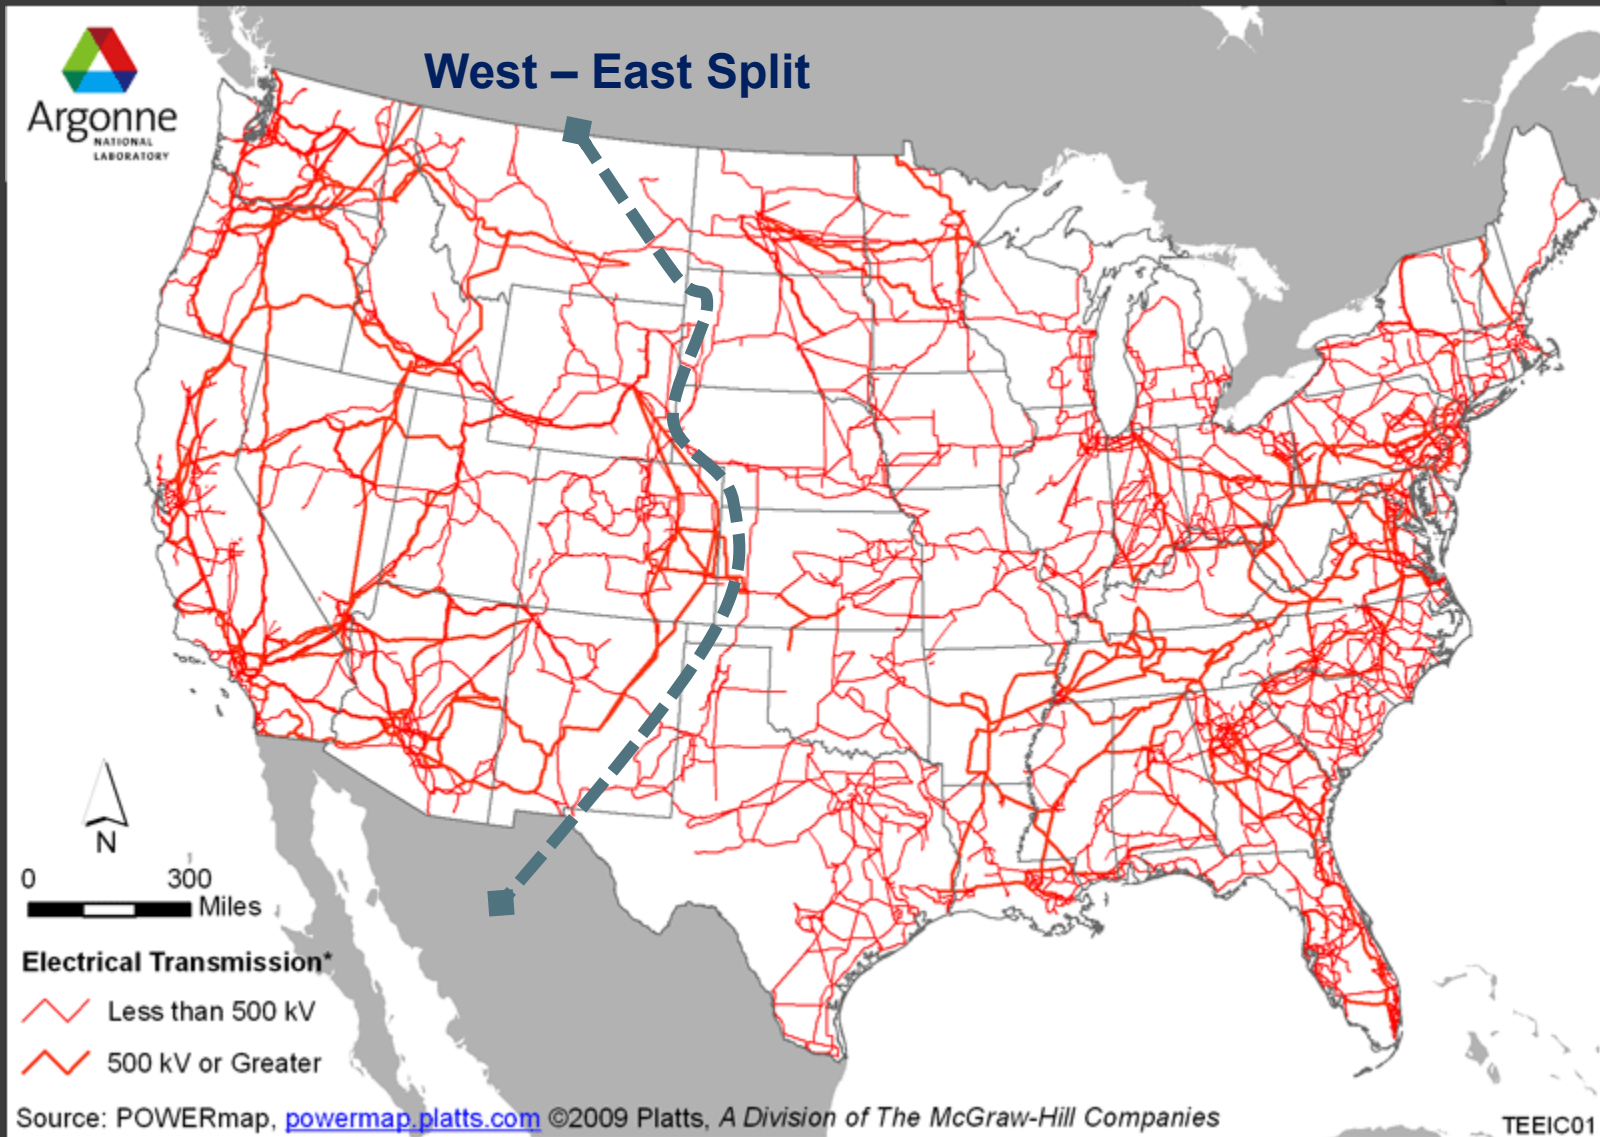 West – East Split
Argonne
NATIONAL
LABORATORY
N
0 300
Miles
Electrical Transmission*
Less than 500 kV
500 kV or Greater
Source: POWERmap, powermap.platts.com ©2009 Platts, A Division of The McGraw-Hill Companies
TEEIC01